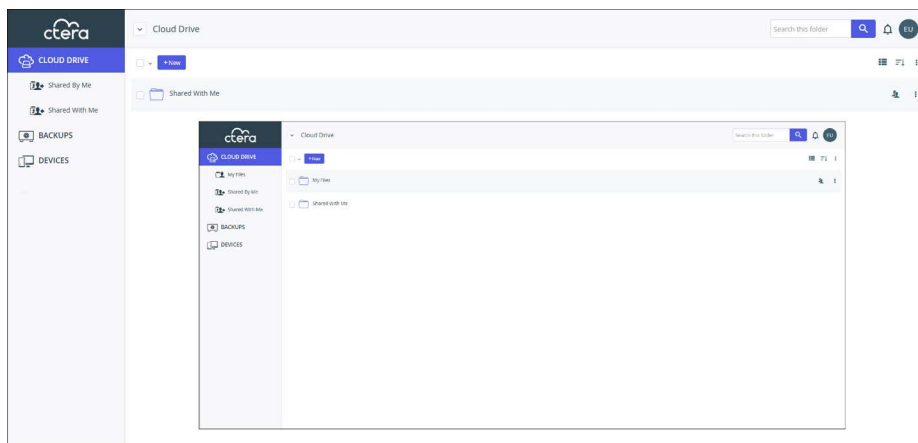 ctera
Cloud Drive
Search this folder
EU
CLOUD DRIVE
+New
Shared By Me
Shared With Me
Shared With Me
BACKUPS
DEVICES
ctera
Cloud Drive
Search this folder
EU
CLOUD DRIVE
+New
My Files
My Files
Shared By Me
Shared With Me
Shared With Me
BACKUPS
DEVICES